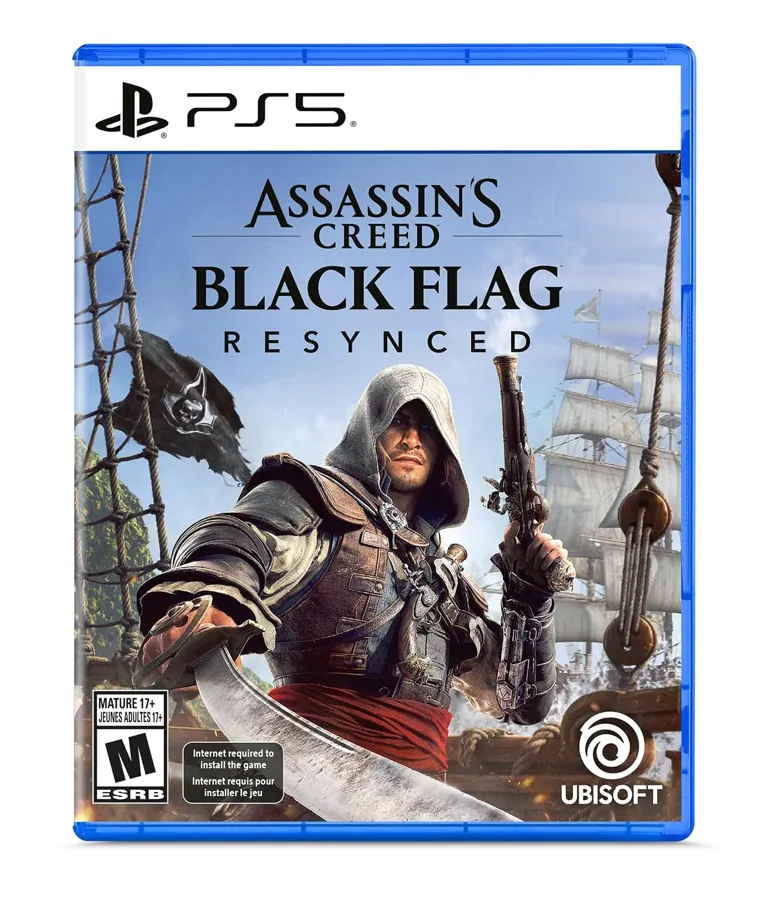 PS5®
ASSASSIN'S
CREED
BLACK FLAG™
RESYNCED
MATURE 17+
JEUNES ADULTES 17+
M
ESRB
Internet required to
install the game
Internet requis pour
installer le jeu
UBISOFT